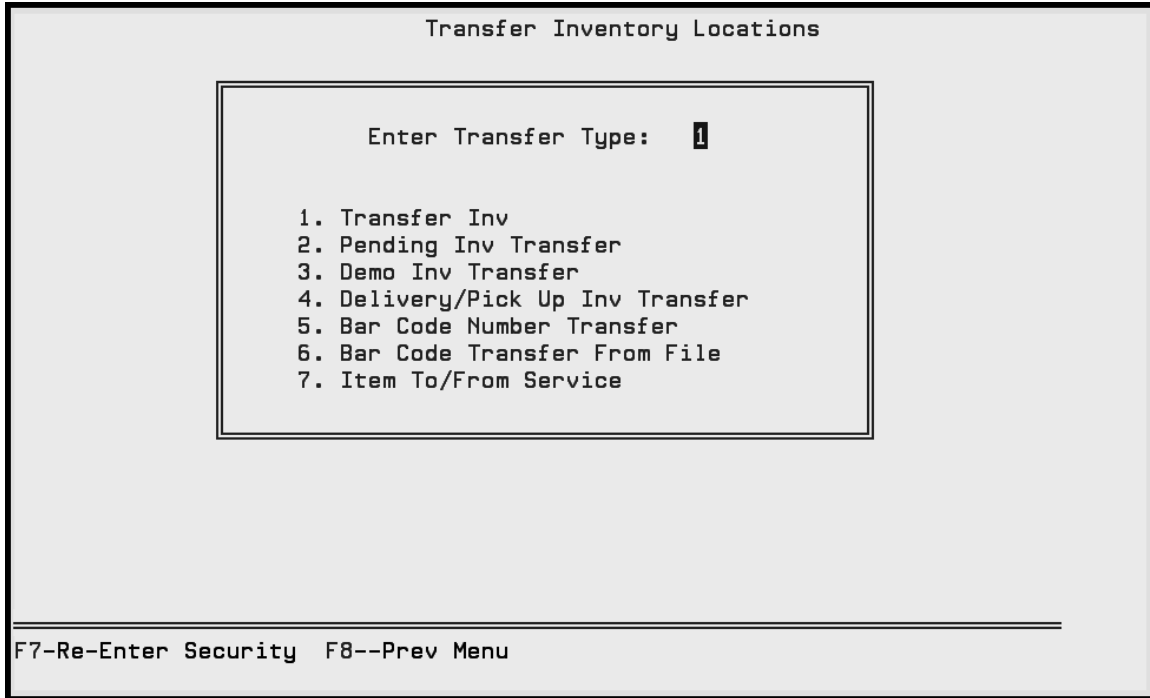 Transfer Inventory Locations
Enter Transfer Type: 1
1. Transfer Inv
2. Pending Inv Transfer
3. Demo Inv Transfer
4. Delivery/Pick Up Inv Transfer
5. Bar Code Number Transfer
6. Bar Code Transfer From File
7. Item To/From Service
F7-Re-Enter Security F8--Prev Menu